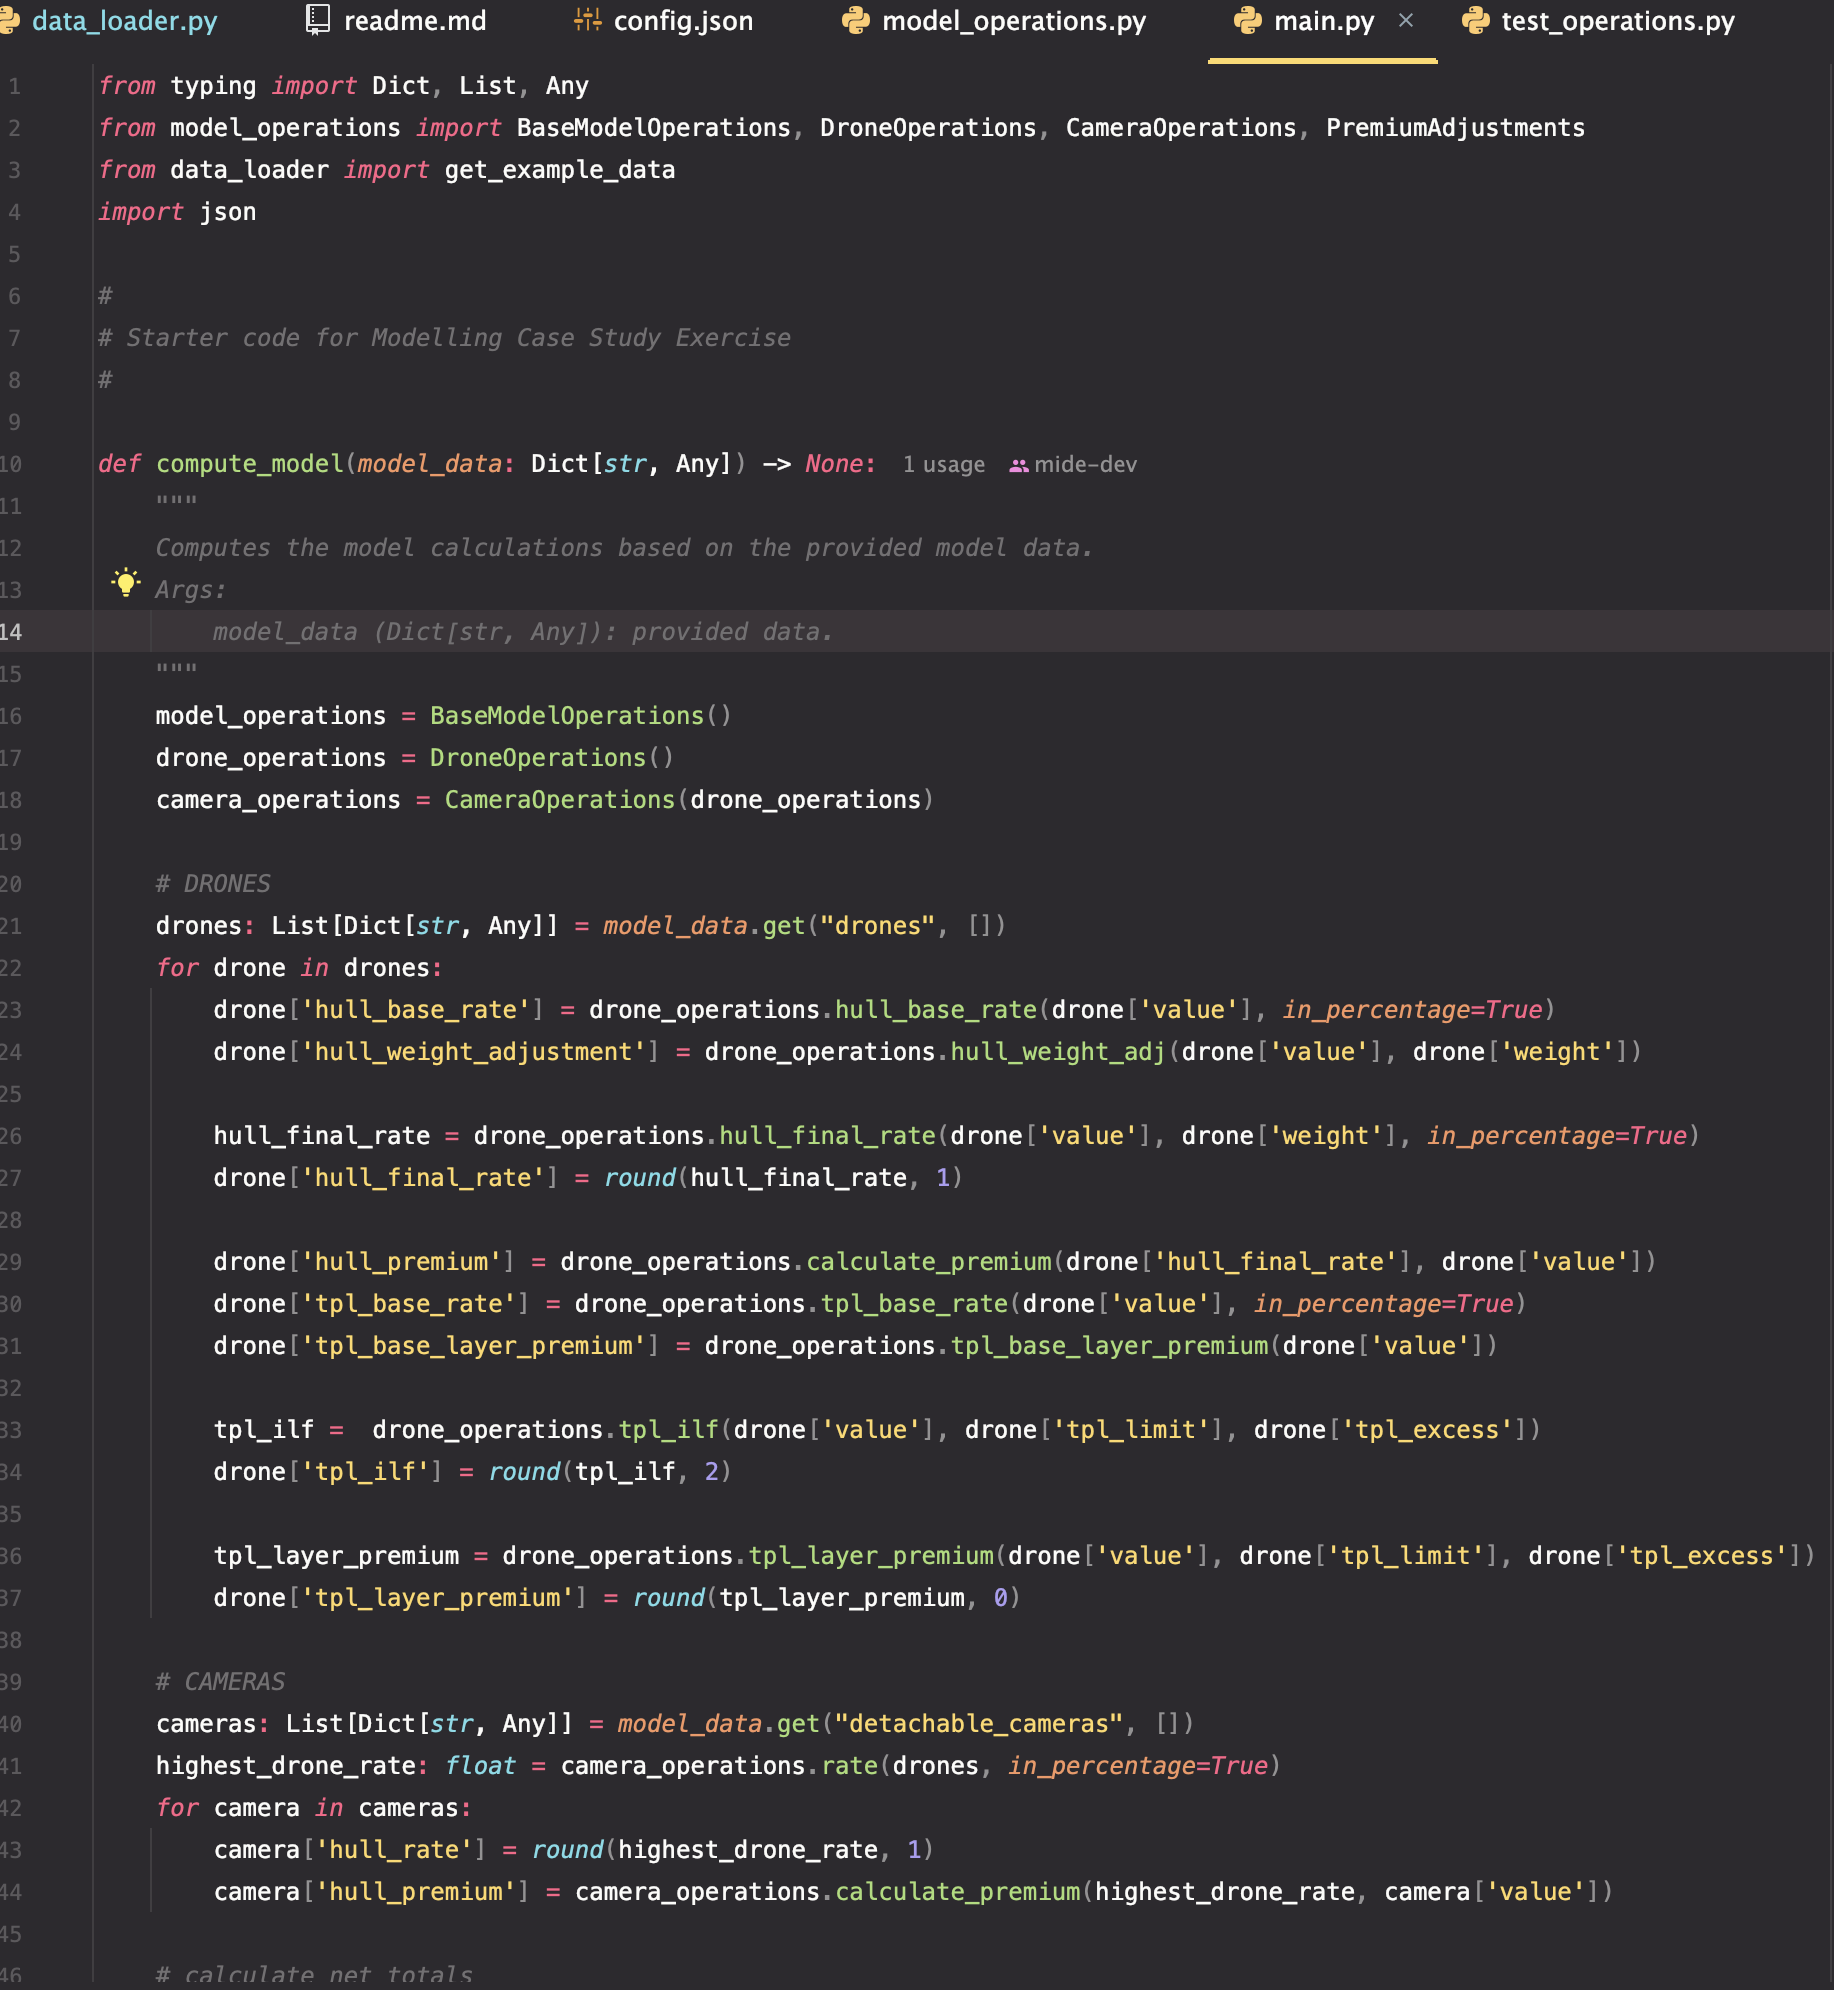 data_loader.py readme.md config.json model_operations.py main.py × test_operations.py
1 from typing import Dict, List, Any
2 from model_operations import BaseModelOperations, DroneOperations, CameraOperations, PremiumAdjustments
3 from data_loader import get_example_data
4 import json
5
6 #
7 # Starter code for Modelling Case Study Exercise
8 #
9
10 def compute_model(model_data: Dict[str, Any]) -> None: 1 usage mide-dev
11     """
12     Computes the model calculations based on the provided model data.
13     Args:
14         model_data (Dict[str, Any]): provided data.
15     """
16     model_operations = BaseModelOperations()
17     drone_operations = DroneOperations()
18     camera_operations = CameraOperations(drone_operations)
19
20     # DRONES
21     drones: List[Dict[str, Any]] = model_data.get("drones", [])
22     for drone in drones:
23         drone['hull_base_rate'] = drone_operations.hull_base_rate(drone['value'], in_percentage=True)
24         drone['hull_weight_adjustment'] = drone_operations.hull_weight_adj(drone['value'], drone['weight'])
25
26         hull_final_rate = drone_operations.hull_final_rate(drone['value'], drone['weight'], in_percentage=True)
27         drone['hull_final_rate'] = round(hull_final_rate, 1)
28
29         drone['hull_premium'] = drone_operations.calculate_premium(drone['hull_final_rate'], drone['value'])
30         drone['tpl_base_rate'] = drone_operations.tpl_base_rate(drone['value'], in_percentage=True)
31         drone['tpl_base_layer_premium'] = drone_operations.tpl_base_layer_premium(drone['value'])
32
33         tpl_ilf =  drone_operations.tpl_ilf(drone['value'], drone['tpl_limit'], drone['tpl_excess'])
34         drone['tpl_ilf'] = round(tpl_ilf, 2)
35
36         tpl_layer_premium = drone_operations.tpl_layer_premium(drone['value'], drone['tpl_limit'], drone['tpl_excess'])
37         drone['tpl_layer_premium'] = round(tpl_layer_premium, 0)
38
39     # CAMERAS
40     cameras: List[Dict[str, Any]] = model_data.get("detachable_cameras", [])
41     highest_drone_rate: float = camera_operations.rate(drones, in_percentage=True)
42     for camera in cameras:
43         camera['hull_rate'] = round(highest_drone_rate, 1)
44         camera['hull_premium'] = camera_operations.calculate_premium(highest_drone_rate, camera['value'])
45
46     # calculate net totals